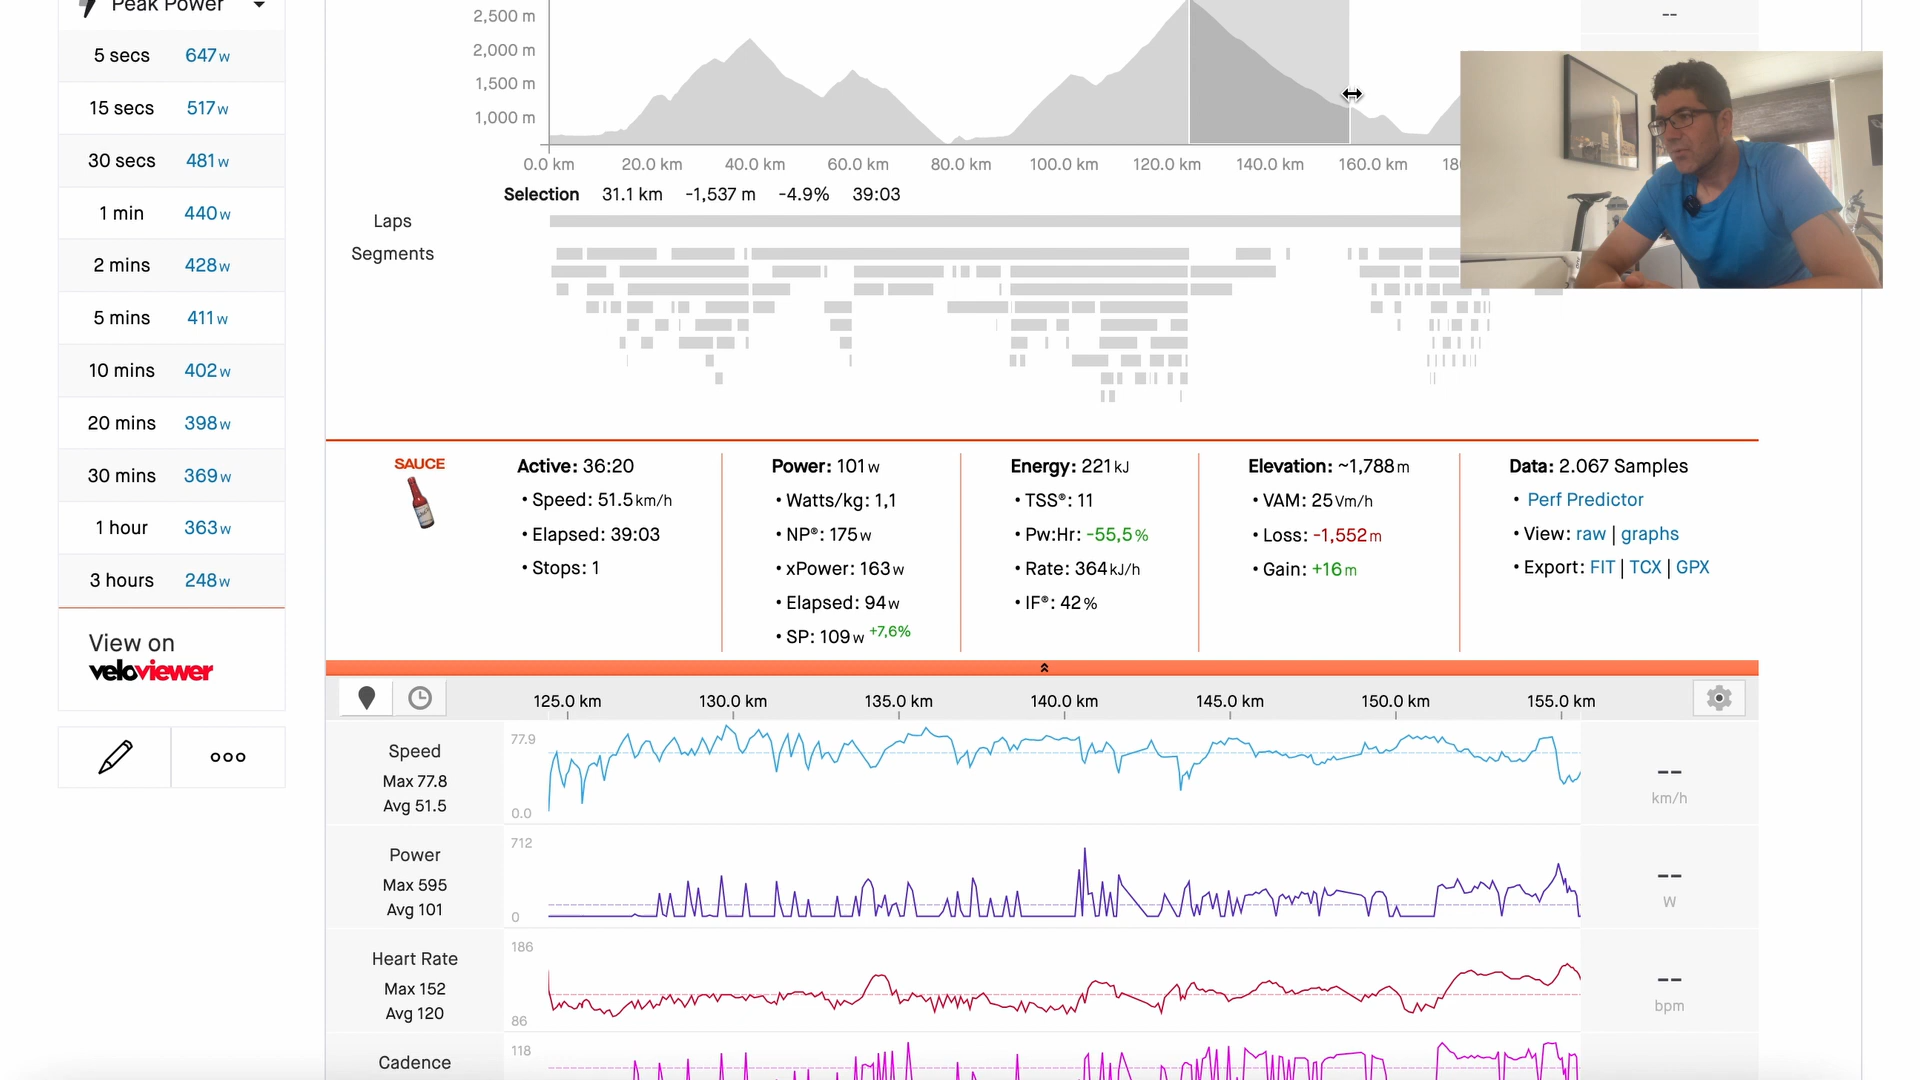 Peak Power
5 secs 647w
15 secs 517w
30 secs 481w
1 min 440w
2 mins 428w
5 mins 411w
10 mins 402w
20 mins 398w
30 mins 369w
1 hour 363w
3 hours 248w
View on
veloviewer
2,500 m
2,000 m
1,500 m
1,000 m
--
0.0 km 20.0 km 40.0 km 60.0 km 80.0 km 100.0 km 120.0 km 140.0 km 160.0 km 18
Selection 31.1 km -1,537 m -4.9% 39:03
Laps
Segments
SAUCE
Active: 36:20
• Speed: 51.5km/h
• Elapsed: 39:03
• Stops: 1
Power: 101w
• Watts/kg: 1,1
• NP®: 175w
• xPower: 163w
• Elapsed: 94w
• SP: 109w +7,6%
Energy: 221kJ
• TSS®: 11
• Pw:Hr: -55,5%
• Rate: 364kJ/h
• IF®: 42%
Elevation: ~1,788m
• VAM: 25Vm/h
• Loss: -1,552m
• Gain: +16m
Data: 2.067 Samples
• Perf Predictor
• View: raw | graphs
• Export: FIT | TCX | GPX
125.0 km 130.0 km 135.0 km 140.0 km 145.0 km 150.0 km 155.0 km
Speed
Max 77.8
Avg 51.5
77.9
0.0
--
km/h
Power
Max 595
Avg 101
712
0
--
W
Heart Rate
Max 152
Avg 120
186
86
--
bpm
Cadence
118